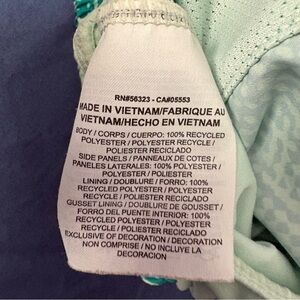 RN#56323 - CA#05553
MADE IN VIETNAM/FABRIQUE AU
VIETNAM/HECHO EN VIETNAM
BODY / CORPS / CUERPO: 100% RECYCLED
POLYESTER / POLYESTER RECYCLE /
POLIESTER RECICLADO
SIDE PANELS / PANNEAUX DE COTES /
PANELES LATERALES: 100% POLYESTER /
POLYESTER / POLIESTER
LINING / DOUBLURE / FORRO: 100%
RECYCLED POLYESTER / POLYESTER
RECYCLE / POLIESTER RECICLADO
GUSSET LINING / DOUBLURE DE GOUSSET /
FORRO DEL PUENTE INTERIOR: 100%
RECYCLED POLYESTER / POLYESTER
RECYCLE / POLIESTER RECICLADO
EXCLUSIVE OF DECORATION / DECORATION
NON COMPRISE / NO INCLUYE LA
DECORACION